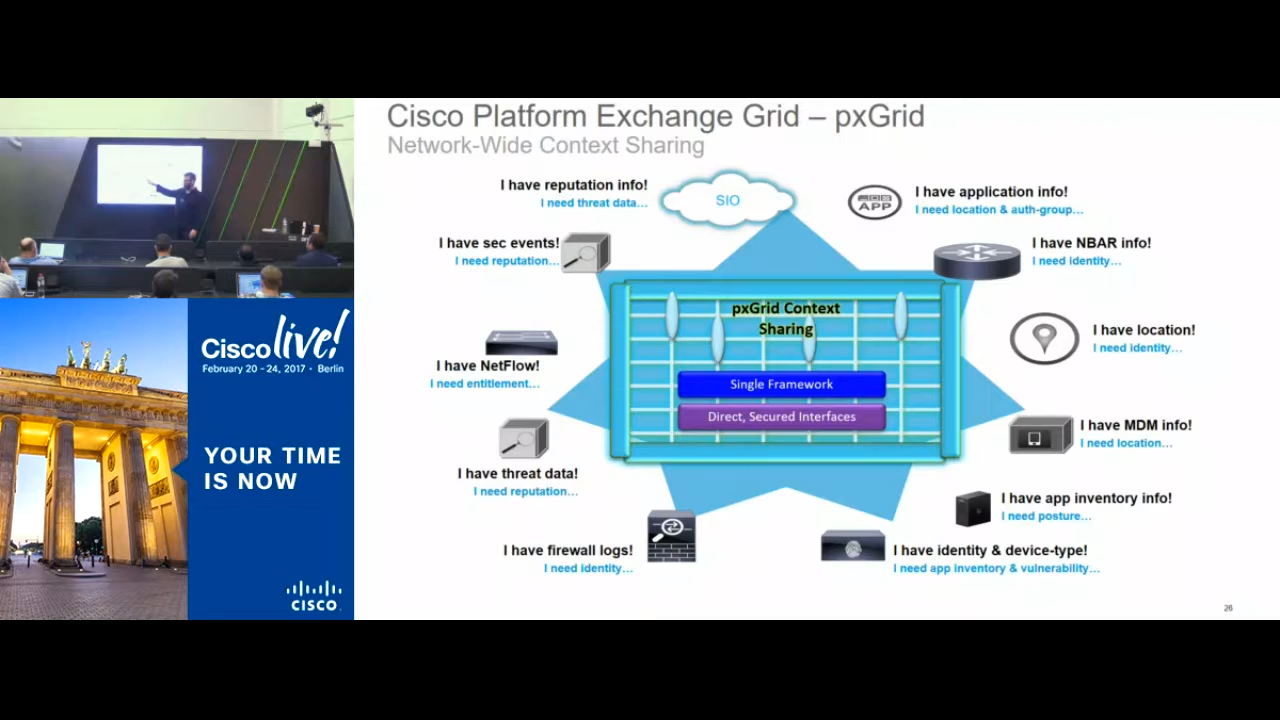 Cisco Platform Exchange Grid – pxGrid
Network-Wide Context Sharing
I have reputation info!
I need threat data…
SIO
APP
I have application info!
I need location & auth-group…
I have sec events!
I need reputation…
I have NBAR info!
I need identity…
pxGrid Context
Sharing
I have NetFlow!
I need entitlement…
I have location!
I need identity…
Single Framework
Direct, Secured Interfaces
I have threat data!
I need reputation…
I have MDM info!
I need location…
I have app inventory info!
I need posture…
I have firewall logs!
I need identity…
I have identity & device-type!
I need app inventory & vulnerability…
26
Cisco live!
February 20 - 24, 2017 • Berlin
YOUR TIME
IS NOW
CISCO